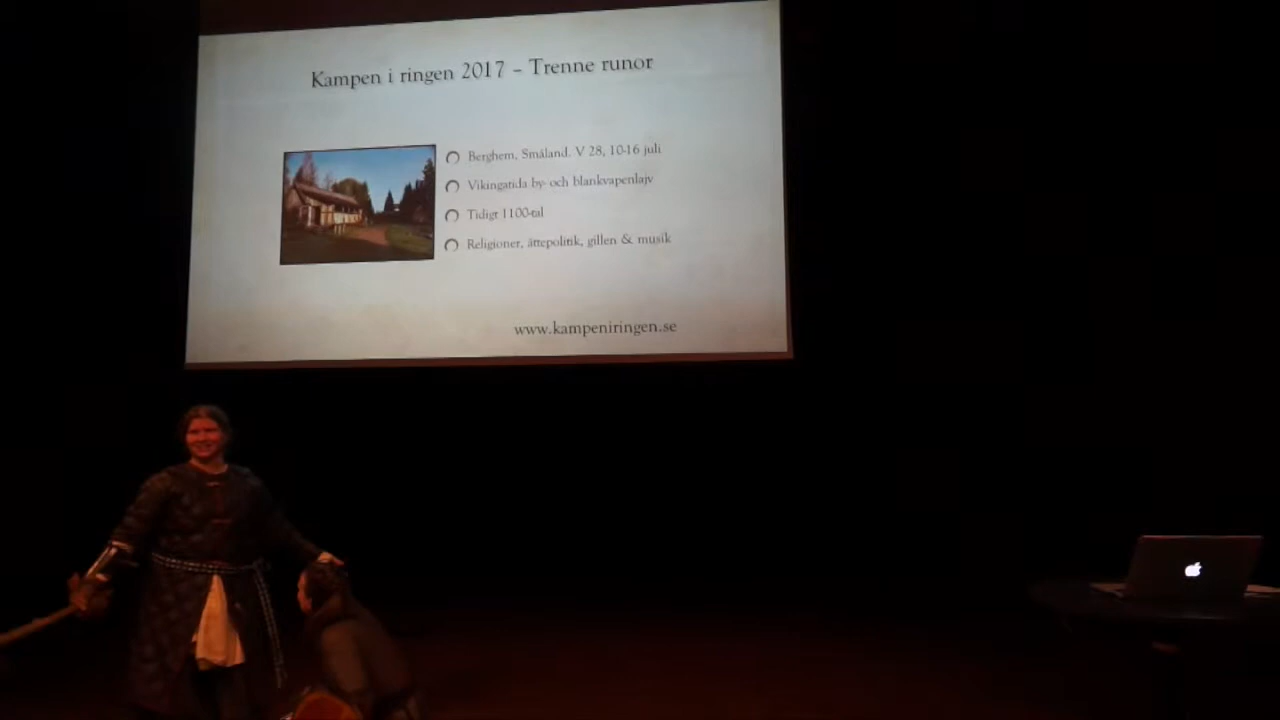 Kampen i ringen 2017 – Trenne runor
Berghem, Småland. V 28, 10-16 juli
Vikingatida by- och blankvapenlajv
Tidigt 1100-tal
Religioner, ättepolitik, gillen & musik
www.kampeniringen.se